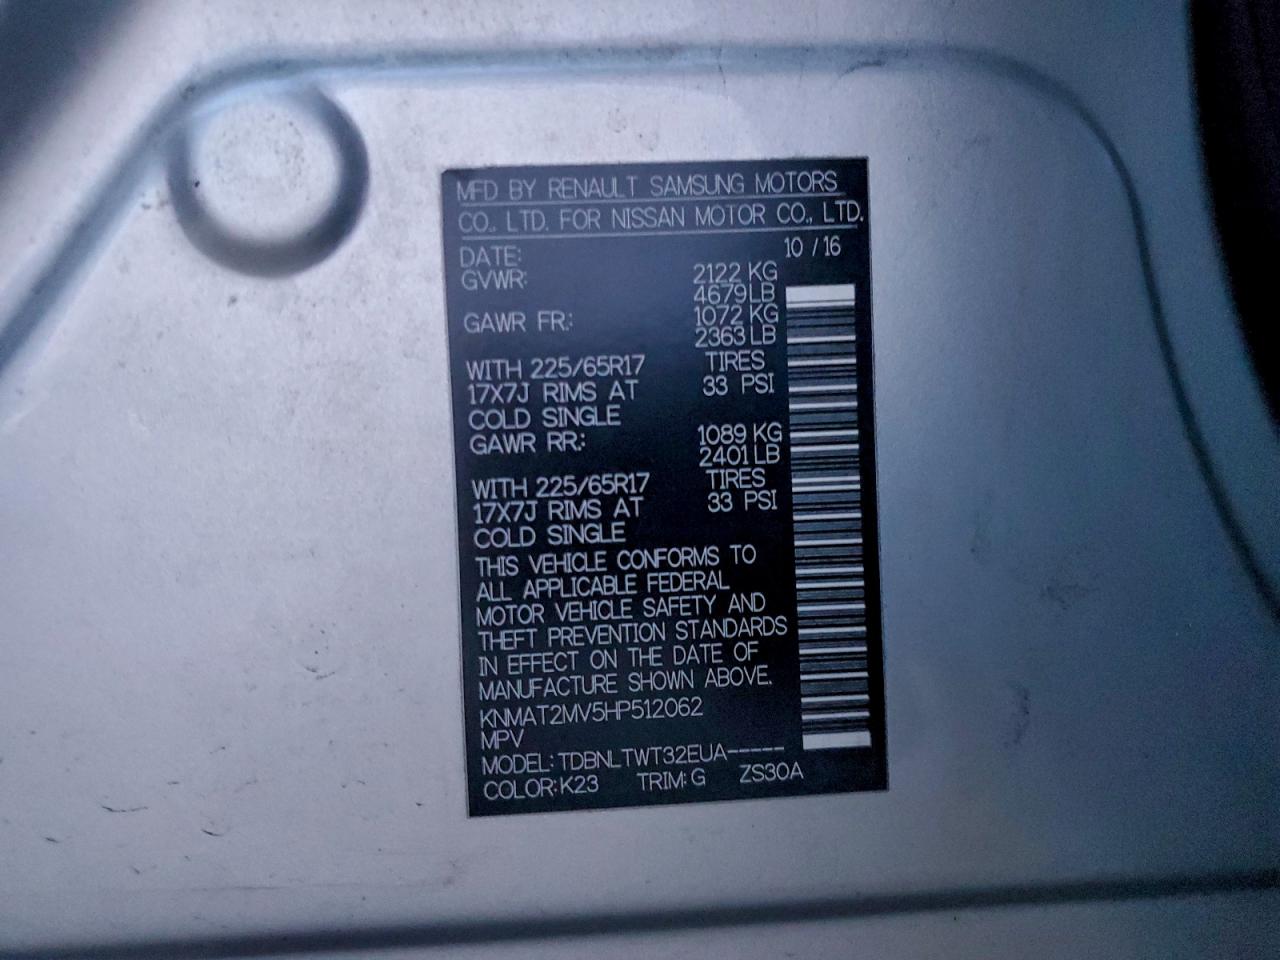 MFD BY RENAULT SAMSUNG MOTORS
CO., LTD. FOR NISSAN MOTOR CO., LTD.
DATE: 10 / 16
GVWR: 2122 KG
4679 LB
GAWR FR.: 1072 KG
2363 LB
WITH 225/65R17 TIRES
17X7J RIMS AT 33 PSI
COLD SINGLE
GAWR RR.: 1089 KG
2401 LB
WITH 225/65R17 TIRES
17X7J RIMS AT 33 PSI
COLD SINGLE
THIS VEHICLE CONFORMS TO
ALL APPLICABLE FEDERAL
MOTOR VEHICLE SAFETY AND
THEFT PREVENTION STANDARDS
IN EFFECT ON THE DATE OF
MANUFACTURE SHOWN ABOVE.
KNMAT2MV5HP512062
MPV
MODEL: TDBNLTWT32EUA-----
COLOR: K23 TRIM: G ZS30A